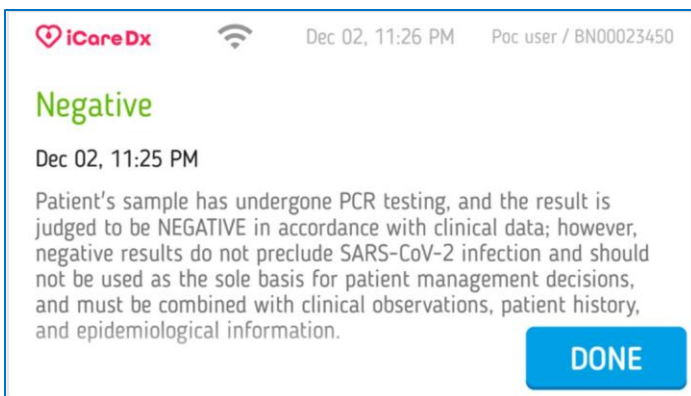 iCare Dx Dec 02, 11:26 PM Poc user / BN00023450
Negative
Dec 02, 11:25 PM
Patient's sample has undergone PCR testing, and the result is
judged to be NEGATIVE in accordance with clinical data; however,
negative results do not preclude SARS-CoV-2 infection and should
not be used as the sole basis for patient management decisions,
and must be combined with clinical observations, patient history,
and epidemiological information.
DONE